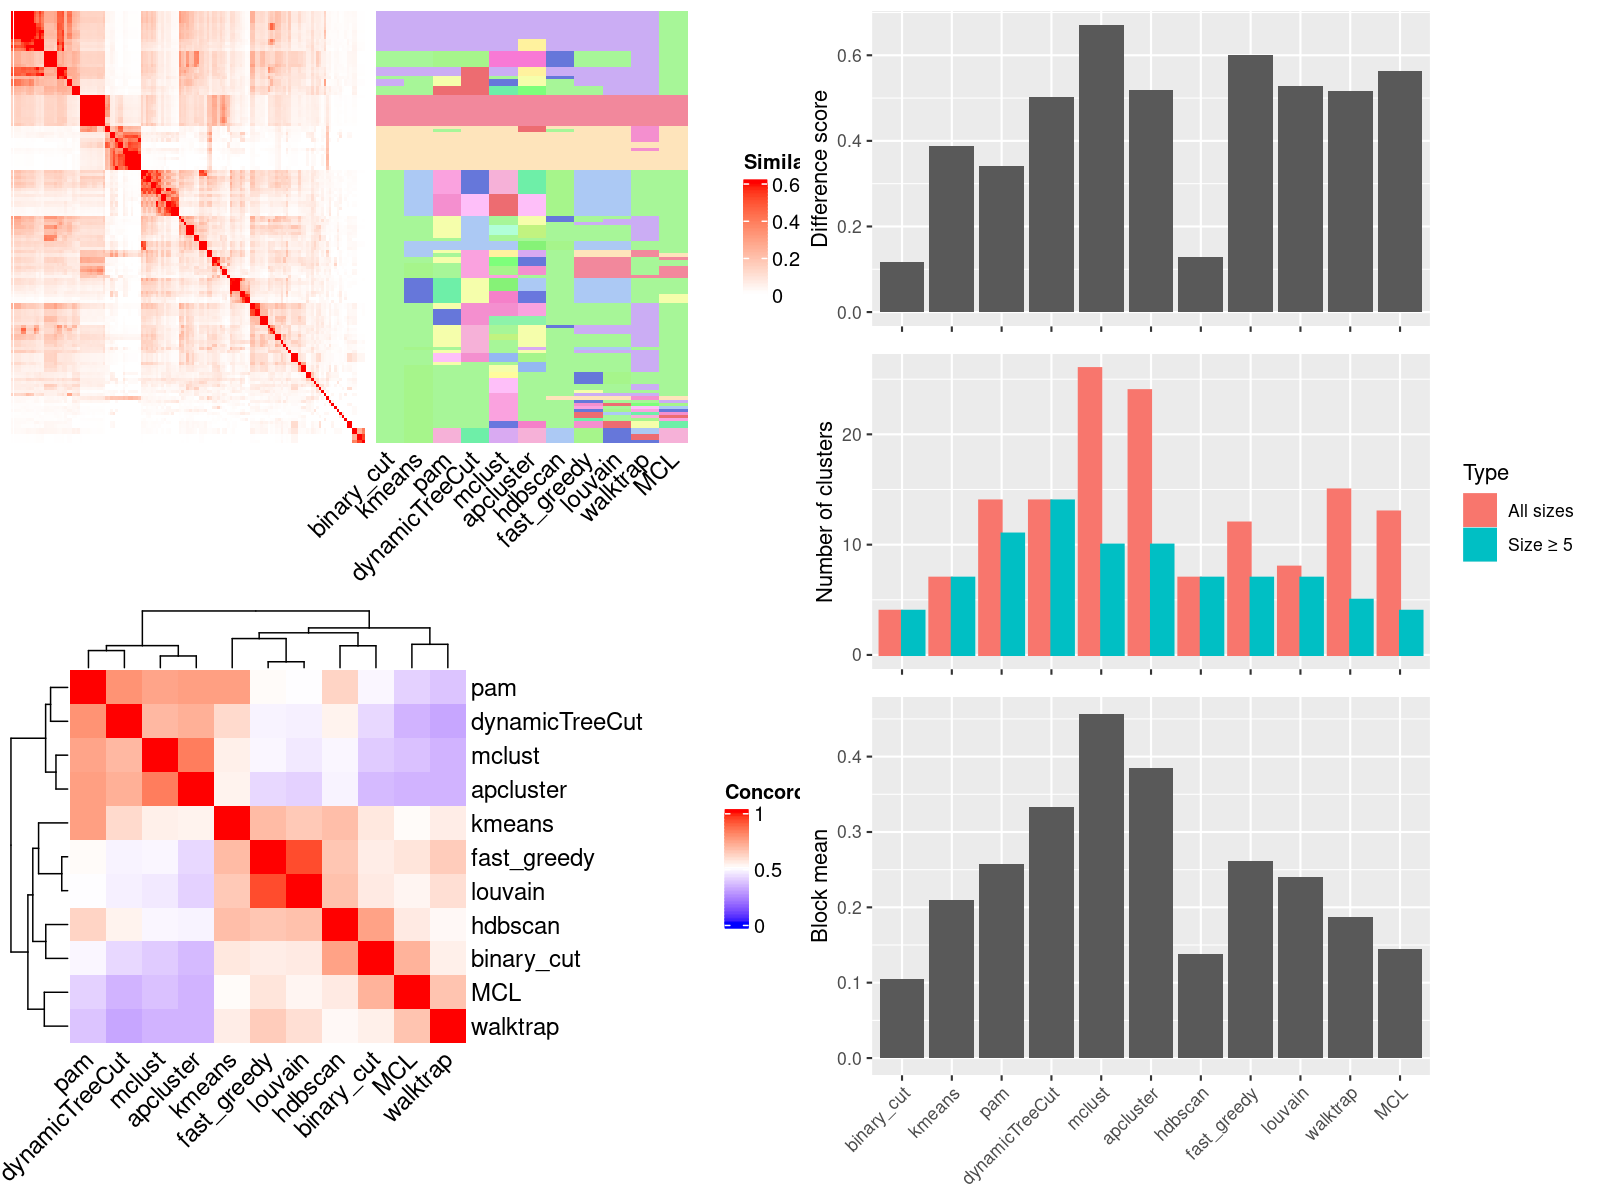 Simila
0.6
0.4
0.2
0
binary_cut
kmeans
pam
dynamicTreeCut
mclust
apcluster
hdbscan
fast_greedy
louvain
walktrap
MCL
pam
dynamicTreeCut
mclust
apcluster
kmeans
fast_greedy
louvain
hdbscan
binary_cut
MCL
walktrap
pam
dynamicTreeCut
mclust
apcluster
kmeans
fast_greedy
louvain
hdbscan
binary_cut
MCL
walktrap
Concord
1
0.5
0
Difference score
0.6
0.4
0.2
0.0
Number of clusters
20
10
0
Type
All sizes
Size ≥ 5
Block mean
0.4
0.3
0.2
0.1
0.0
binary_cut
kmeans
pam
dynamicTreeCut
mclust
apcluster
hdbscan
fast_greedy
louvain
walktrap
MCL